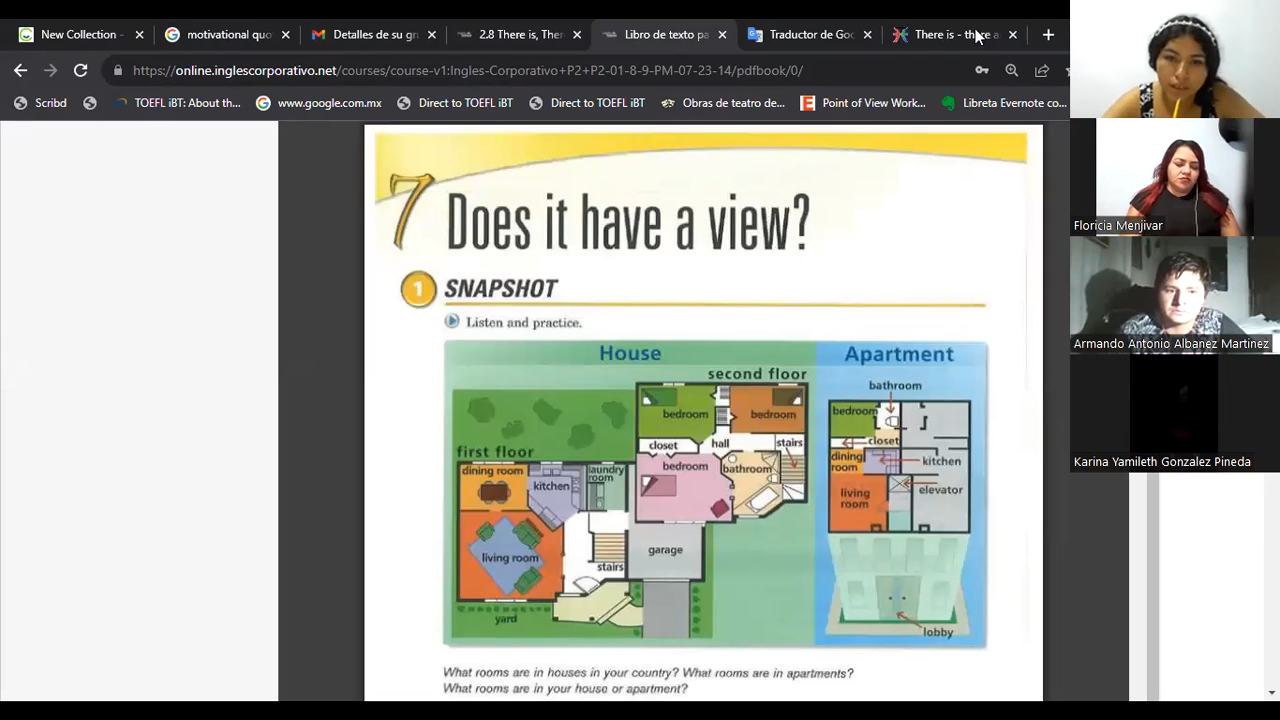 New Collection -
motivational quo
Detalles de su gr
2.8 There is, Ther
Libro de texto pa
Traductor de Goo
There is - there a
https://online.inglescorporativo.net/courses/course-v1:Ingles-Corporativo+P2+P2-01-8-9-PM-07-23-14/pdfbook/0/
Scribd
TOEFL iBT: About th...
www.google.com.mx
Direct to TOEFL iBT
Direct to TOEFL iBT
Obras de teatro de...
Point of View Work...
Libreta Evernote co...
7 Does it have a view?
1 SNAPSHOT
Listen and practice.
House
Apartment
second floor
bathroom
bedroom
bedroom
bedroom
closet
hall
stairs
closet
first floor
dining room
kitchen
laundry
room
bedroom
bathroom
dining
room
kitchen
living
room
elevator
living room
garage
stairs
yard
lobby
What rooms are in houses in your country? What rooms are in apartments?
What rooms are in your house or apartment?
Floricia Menjivar
Armando Antonio Albanez Martinez
Karina Yamileth Gonzalez Pineda